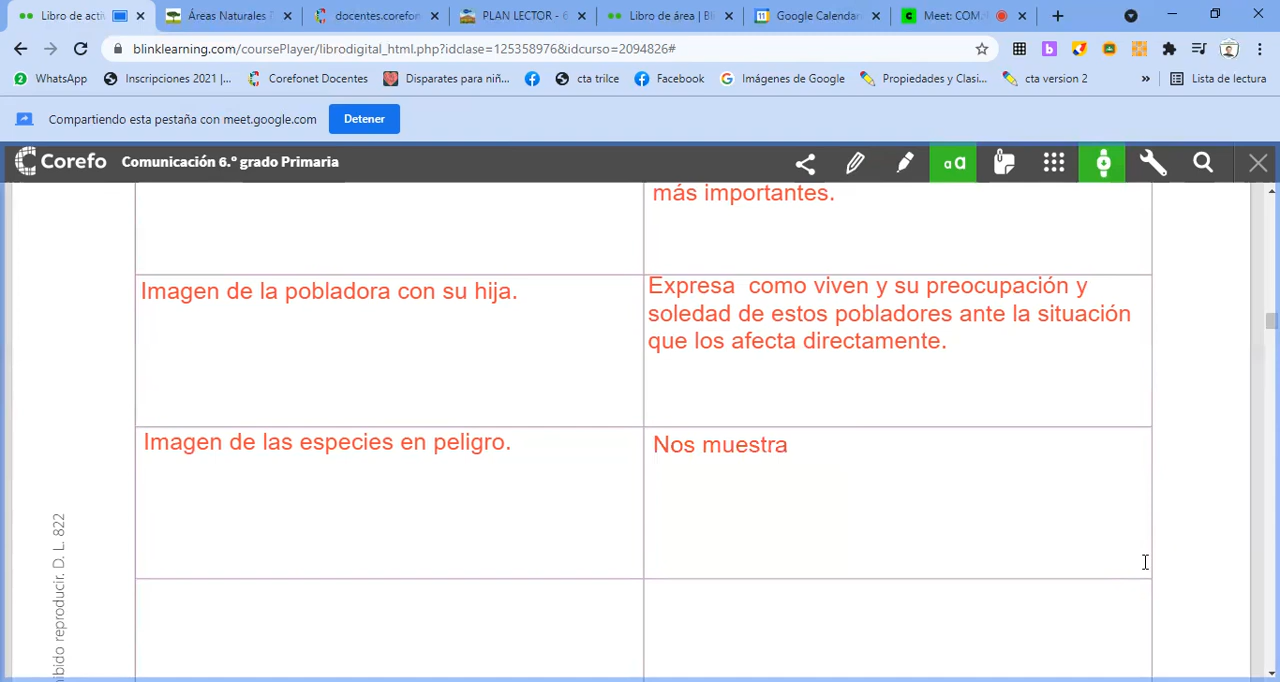 Libro de activ
Áreas Naturales
docentes.corefon
PLAN LECTOR - 6
Libro de área | Bl
Google Calendar
Meet: COM.
blinklearning.com/coursePlayer/librodigital_html.php?idclase=125358976&idcurso=2094826#
WhatsApp
Inscripciones 2021 |...
Corefonet Docentes
Disparates para niñ...
cta trilce
Facebook
Imágenes de Google
Propiedades y Clasi...
cta version 2
»
Lista de lectura
Compartiendo esta pestaña con meet.google.com
Detener
Corefo
Comunicación 6.º grado Primaria
aA
más importantes.
Imagen de la pobladora con su hija.
Expresa como viven y su preocupación y
soledad de estos pobladores ante la situación
que los afecta directamente.
Imagen de las especies en peligro.
Nos muestra
ibido reproducir. D. L. 822